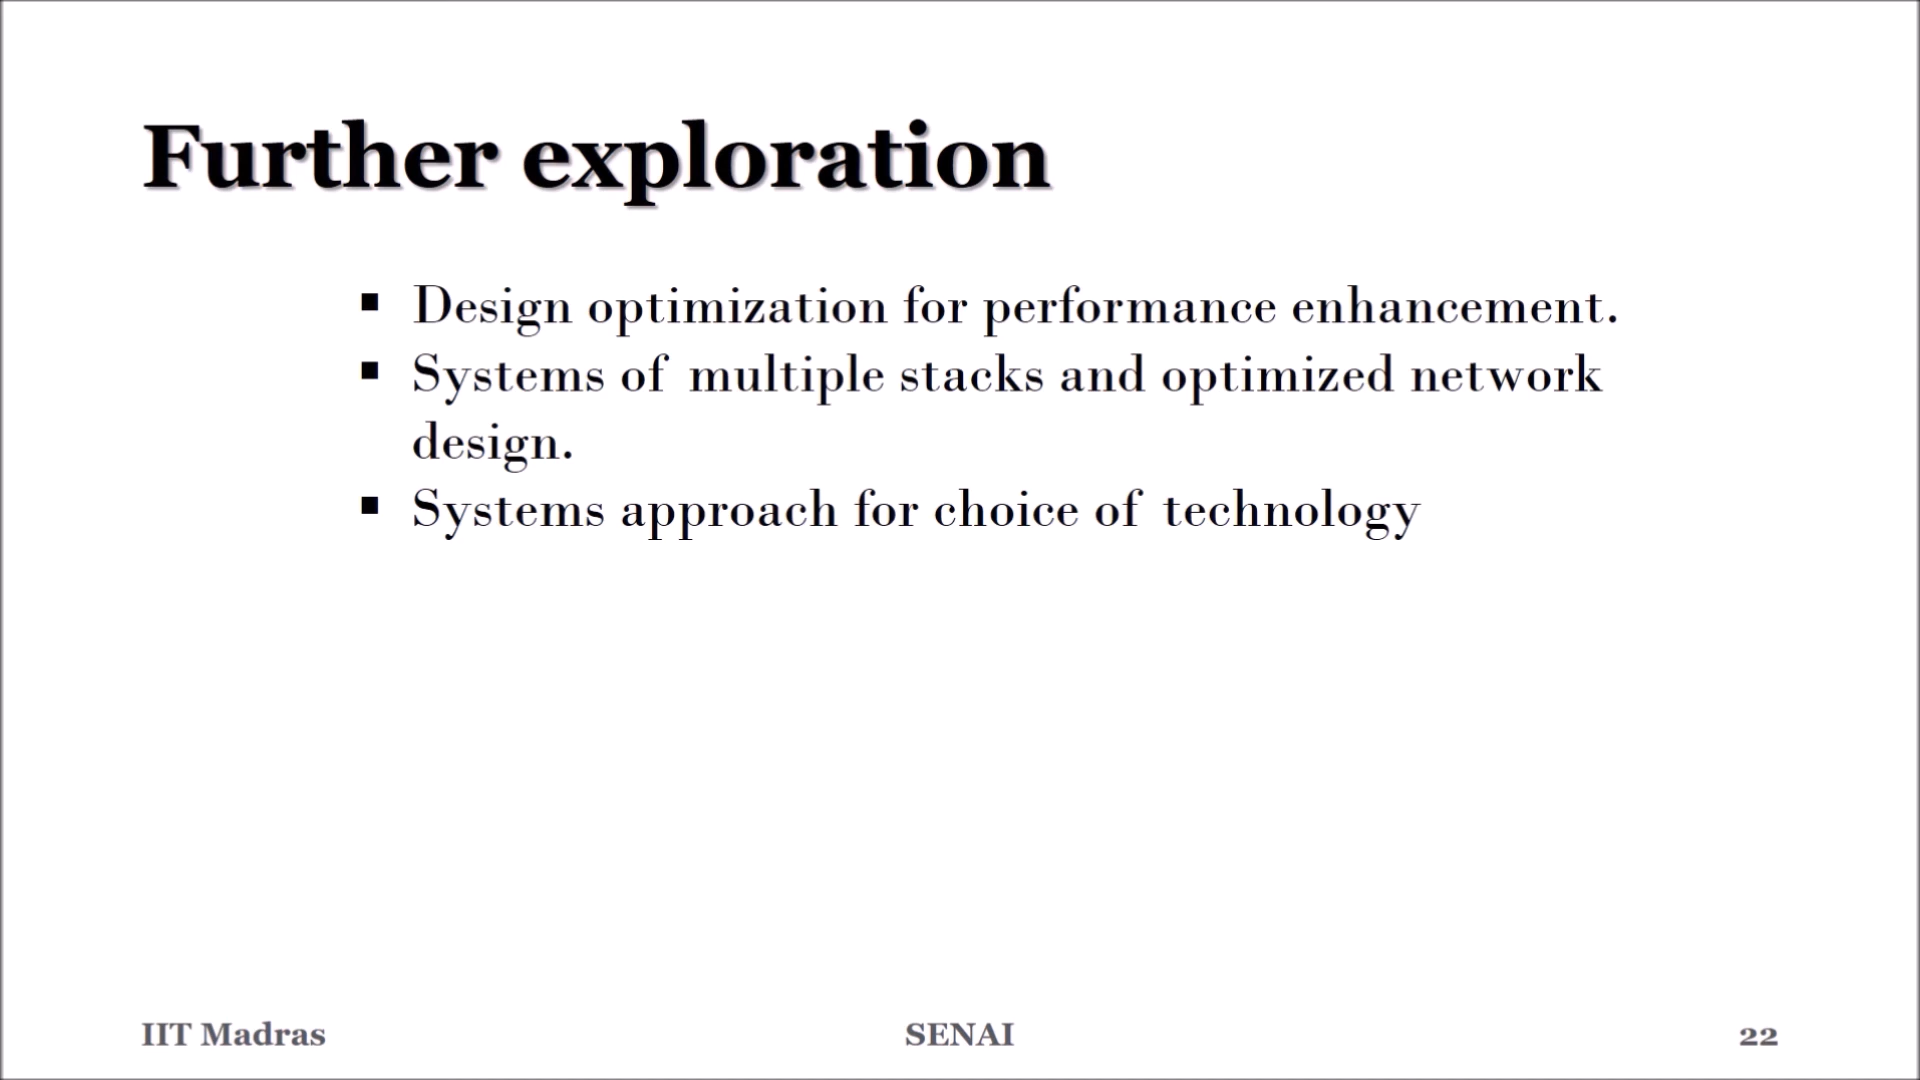 Further exploration
▪ Design optimization for performance enhancement.
▪ Systems of multiple stacks and optimized network
design.
▪ Systems approach for choice of technology
IIT Madras
SENAI
22